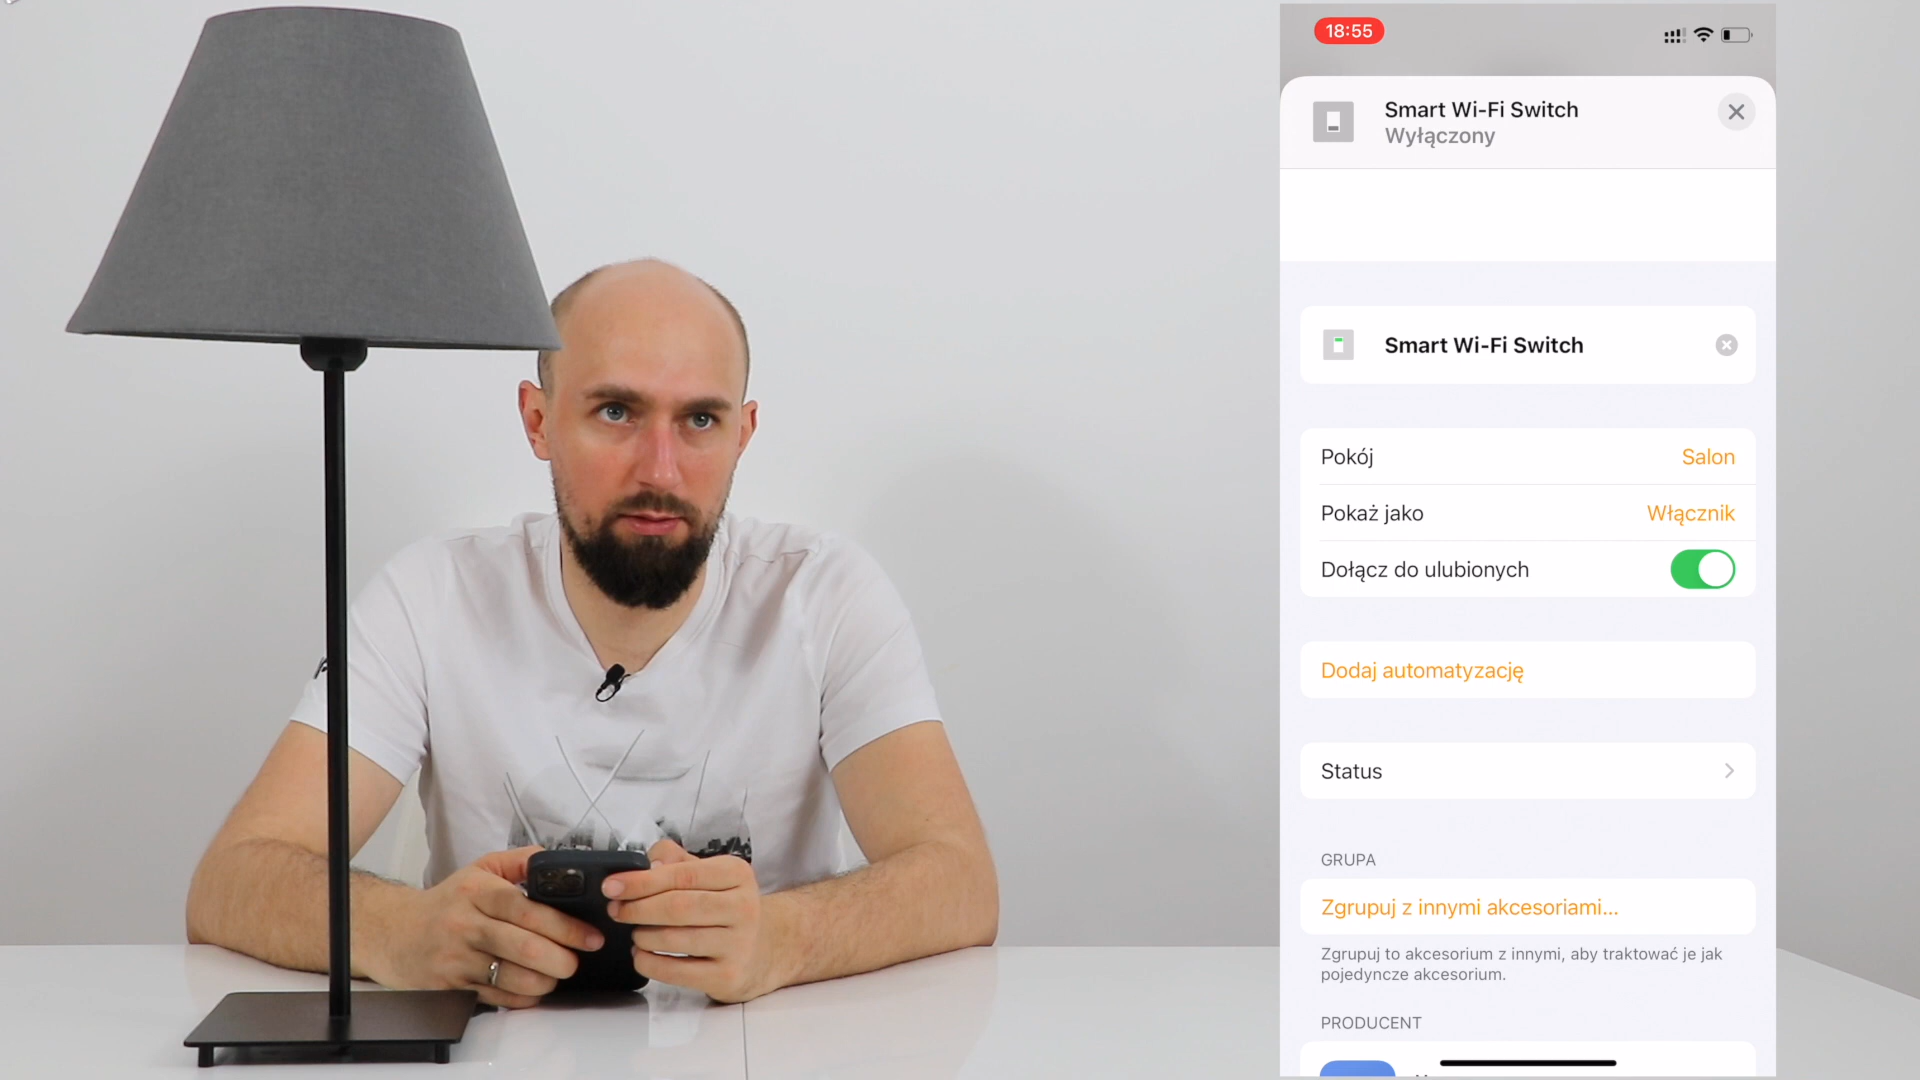 18:55
Smart Wi-Fi Switch
Wyłączony
Smart Wi-Fi Switch
Pokój
Salon
Pokaż jako
Włącznik
Dołącz do ulubionych
Dodaj automatyzację
Status
GRUPA
Zgrupuj z innymi akcesoriami...
Zgrupuj to akcesorium z innymi, aby traktować je jak
pojedyncze akcesorium.
PRODUCENT